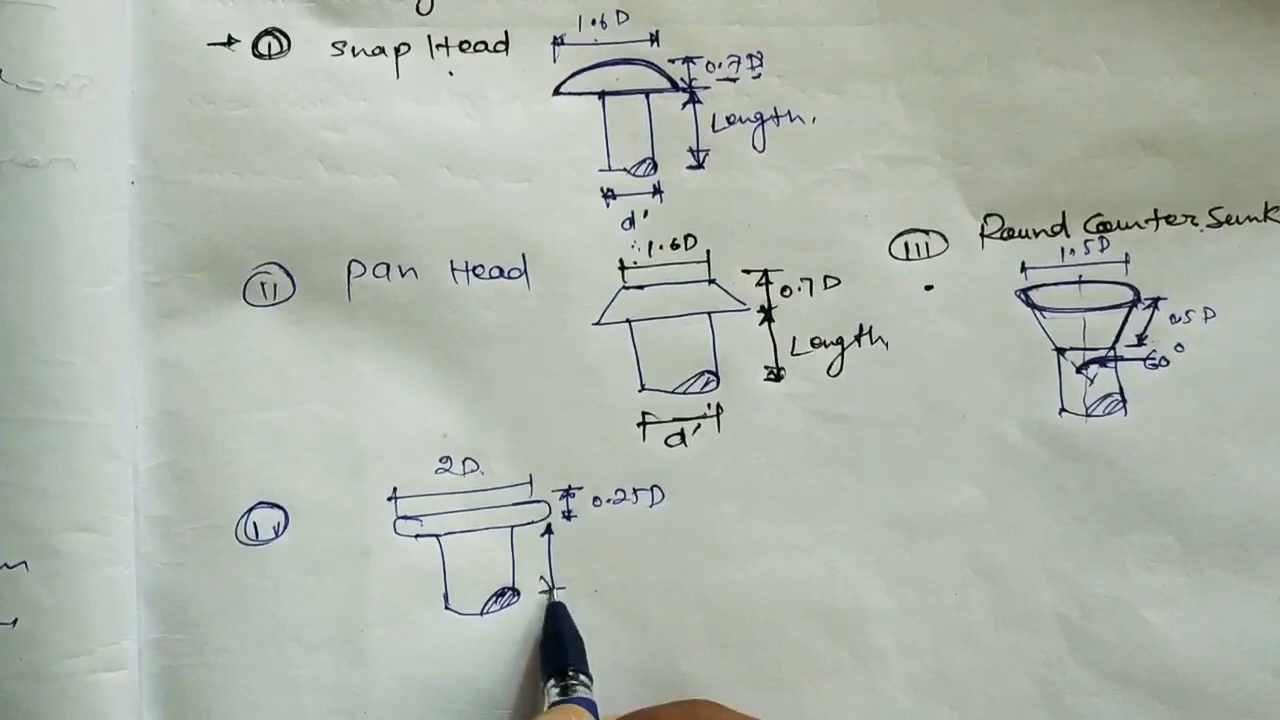 → I snap Head
1.6D
0.7D
Length,
d'
II pan Head
∴1.6D
0.7D
Length,
d'
III Round Counter Sunk
1.5D
0.5D
60°
IV
2D.
0.25D